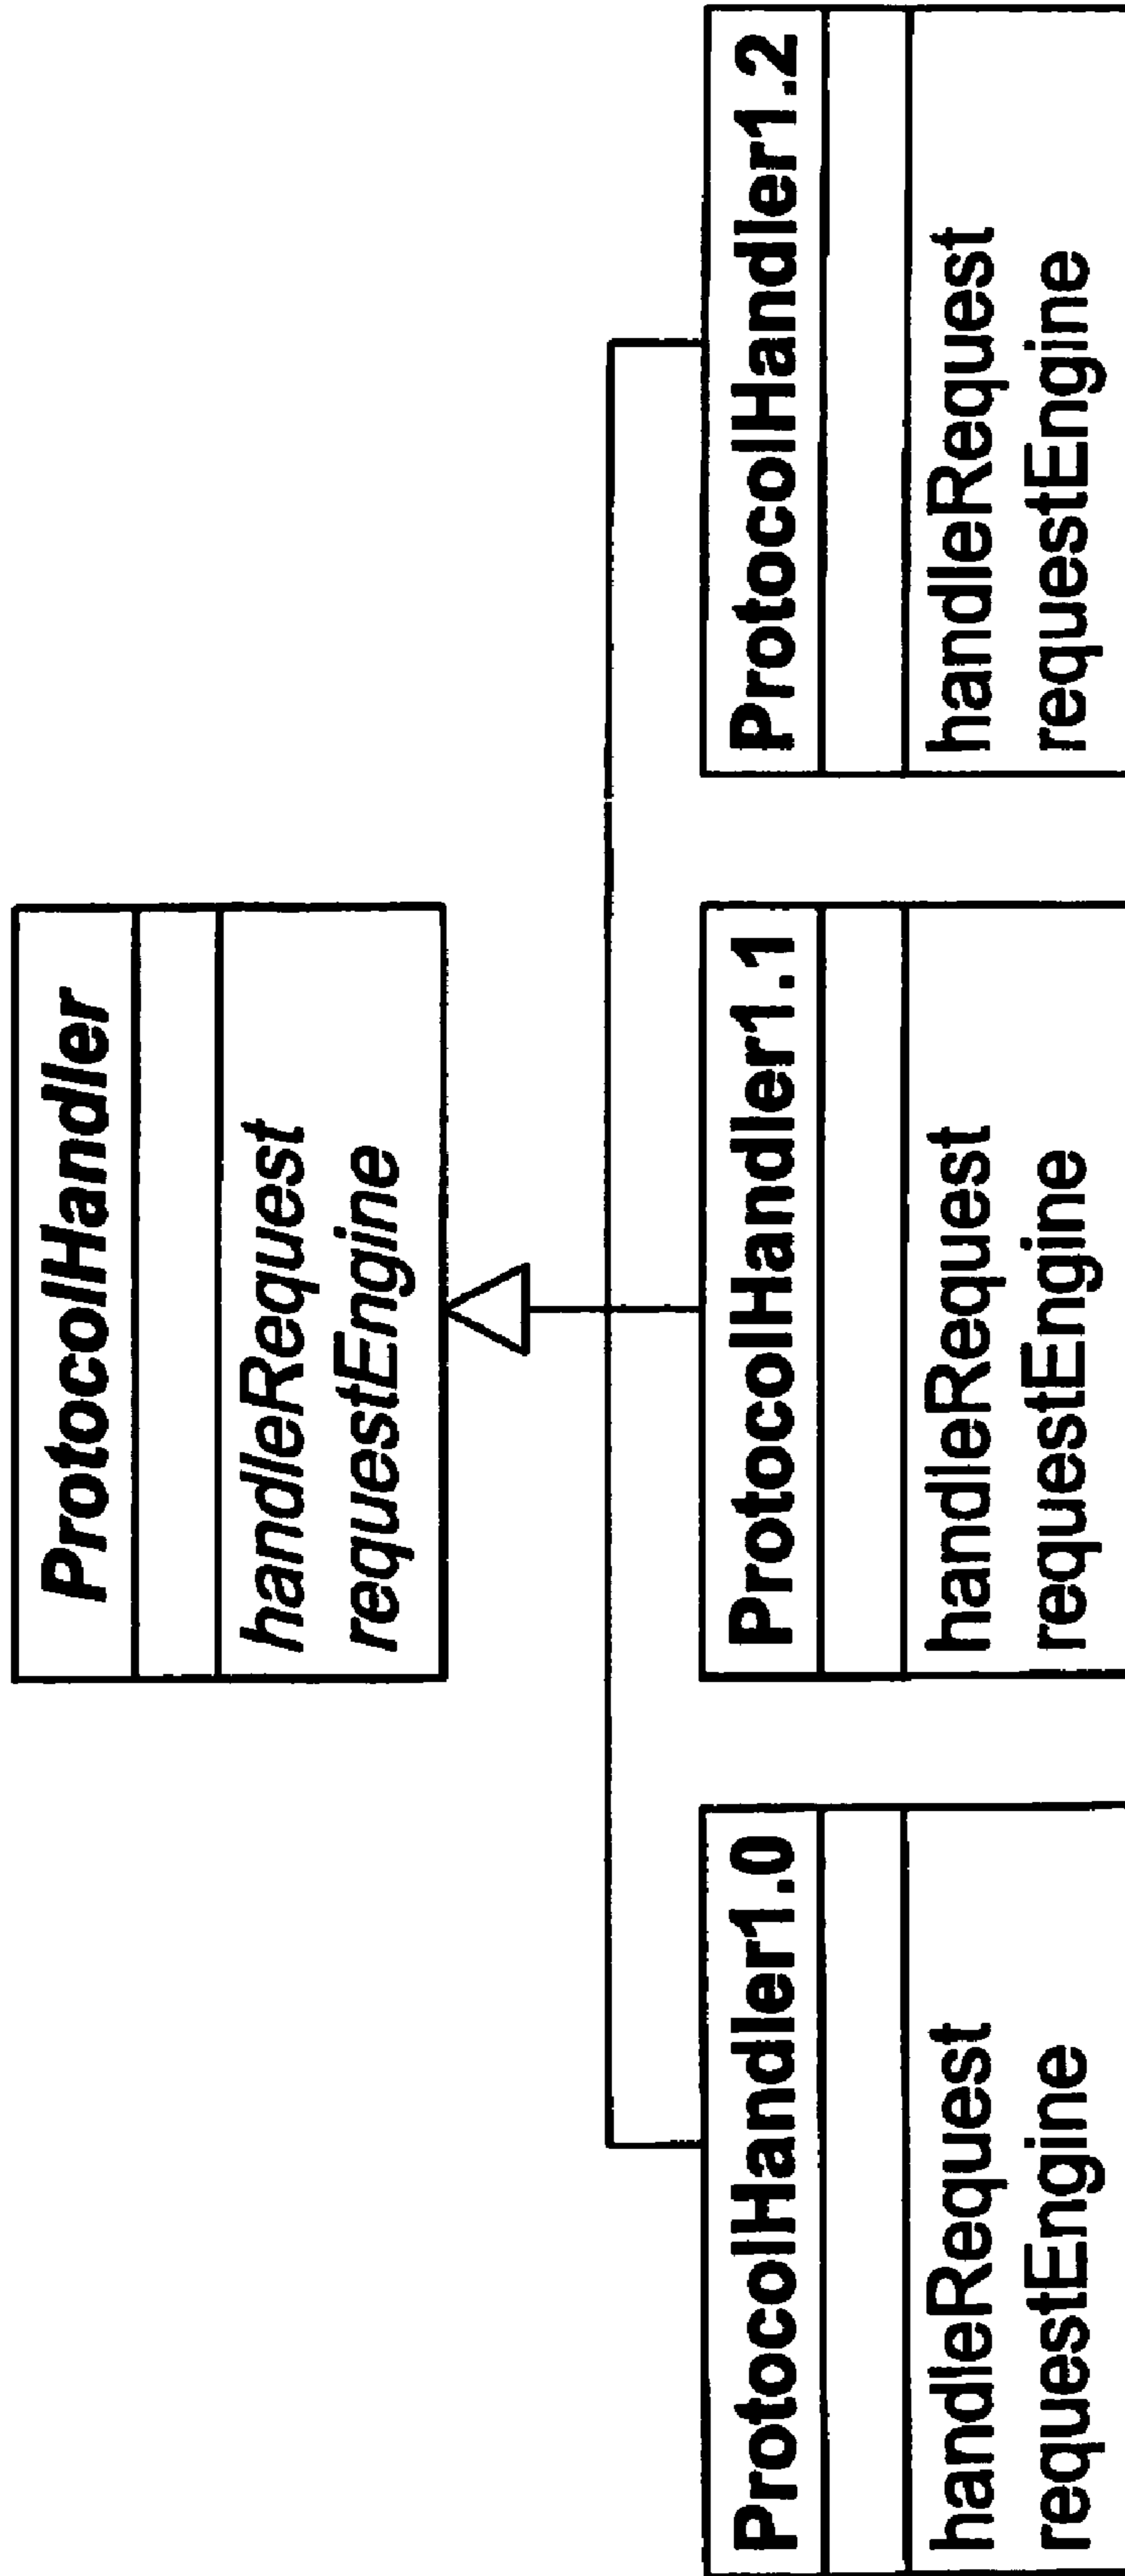 ProtocolHandler
handleRequest
requestEngine
ProtocolHandler1.0
handleRequest
requestEngine
ProtocolHandler1.1
handleRequest
requestEngine
ProtocolHandler1.2
handleRequest
requestEngine